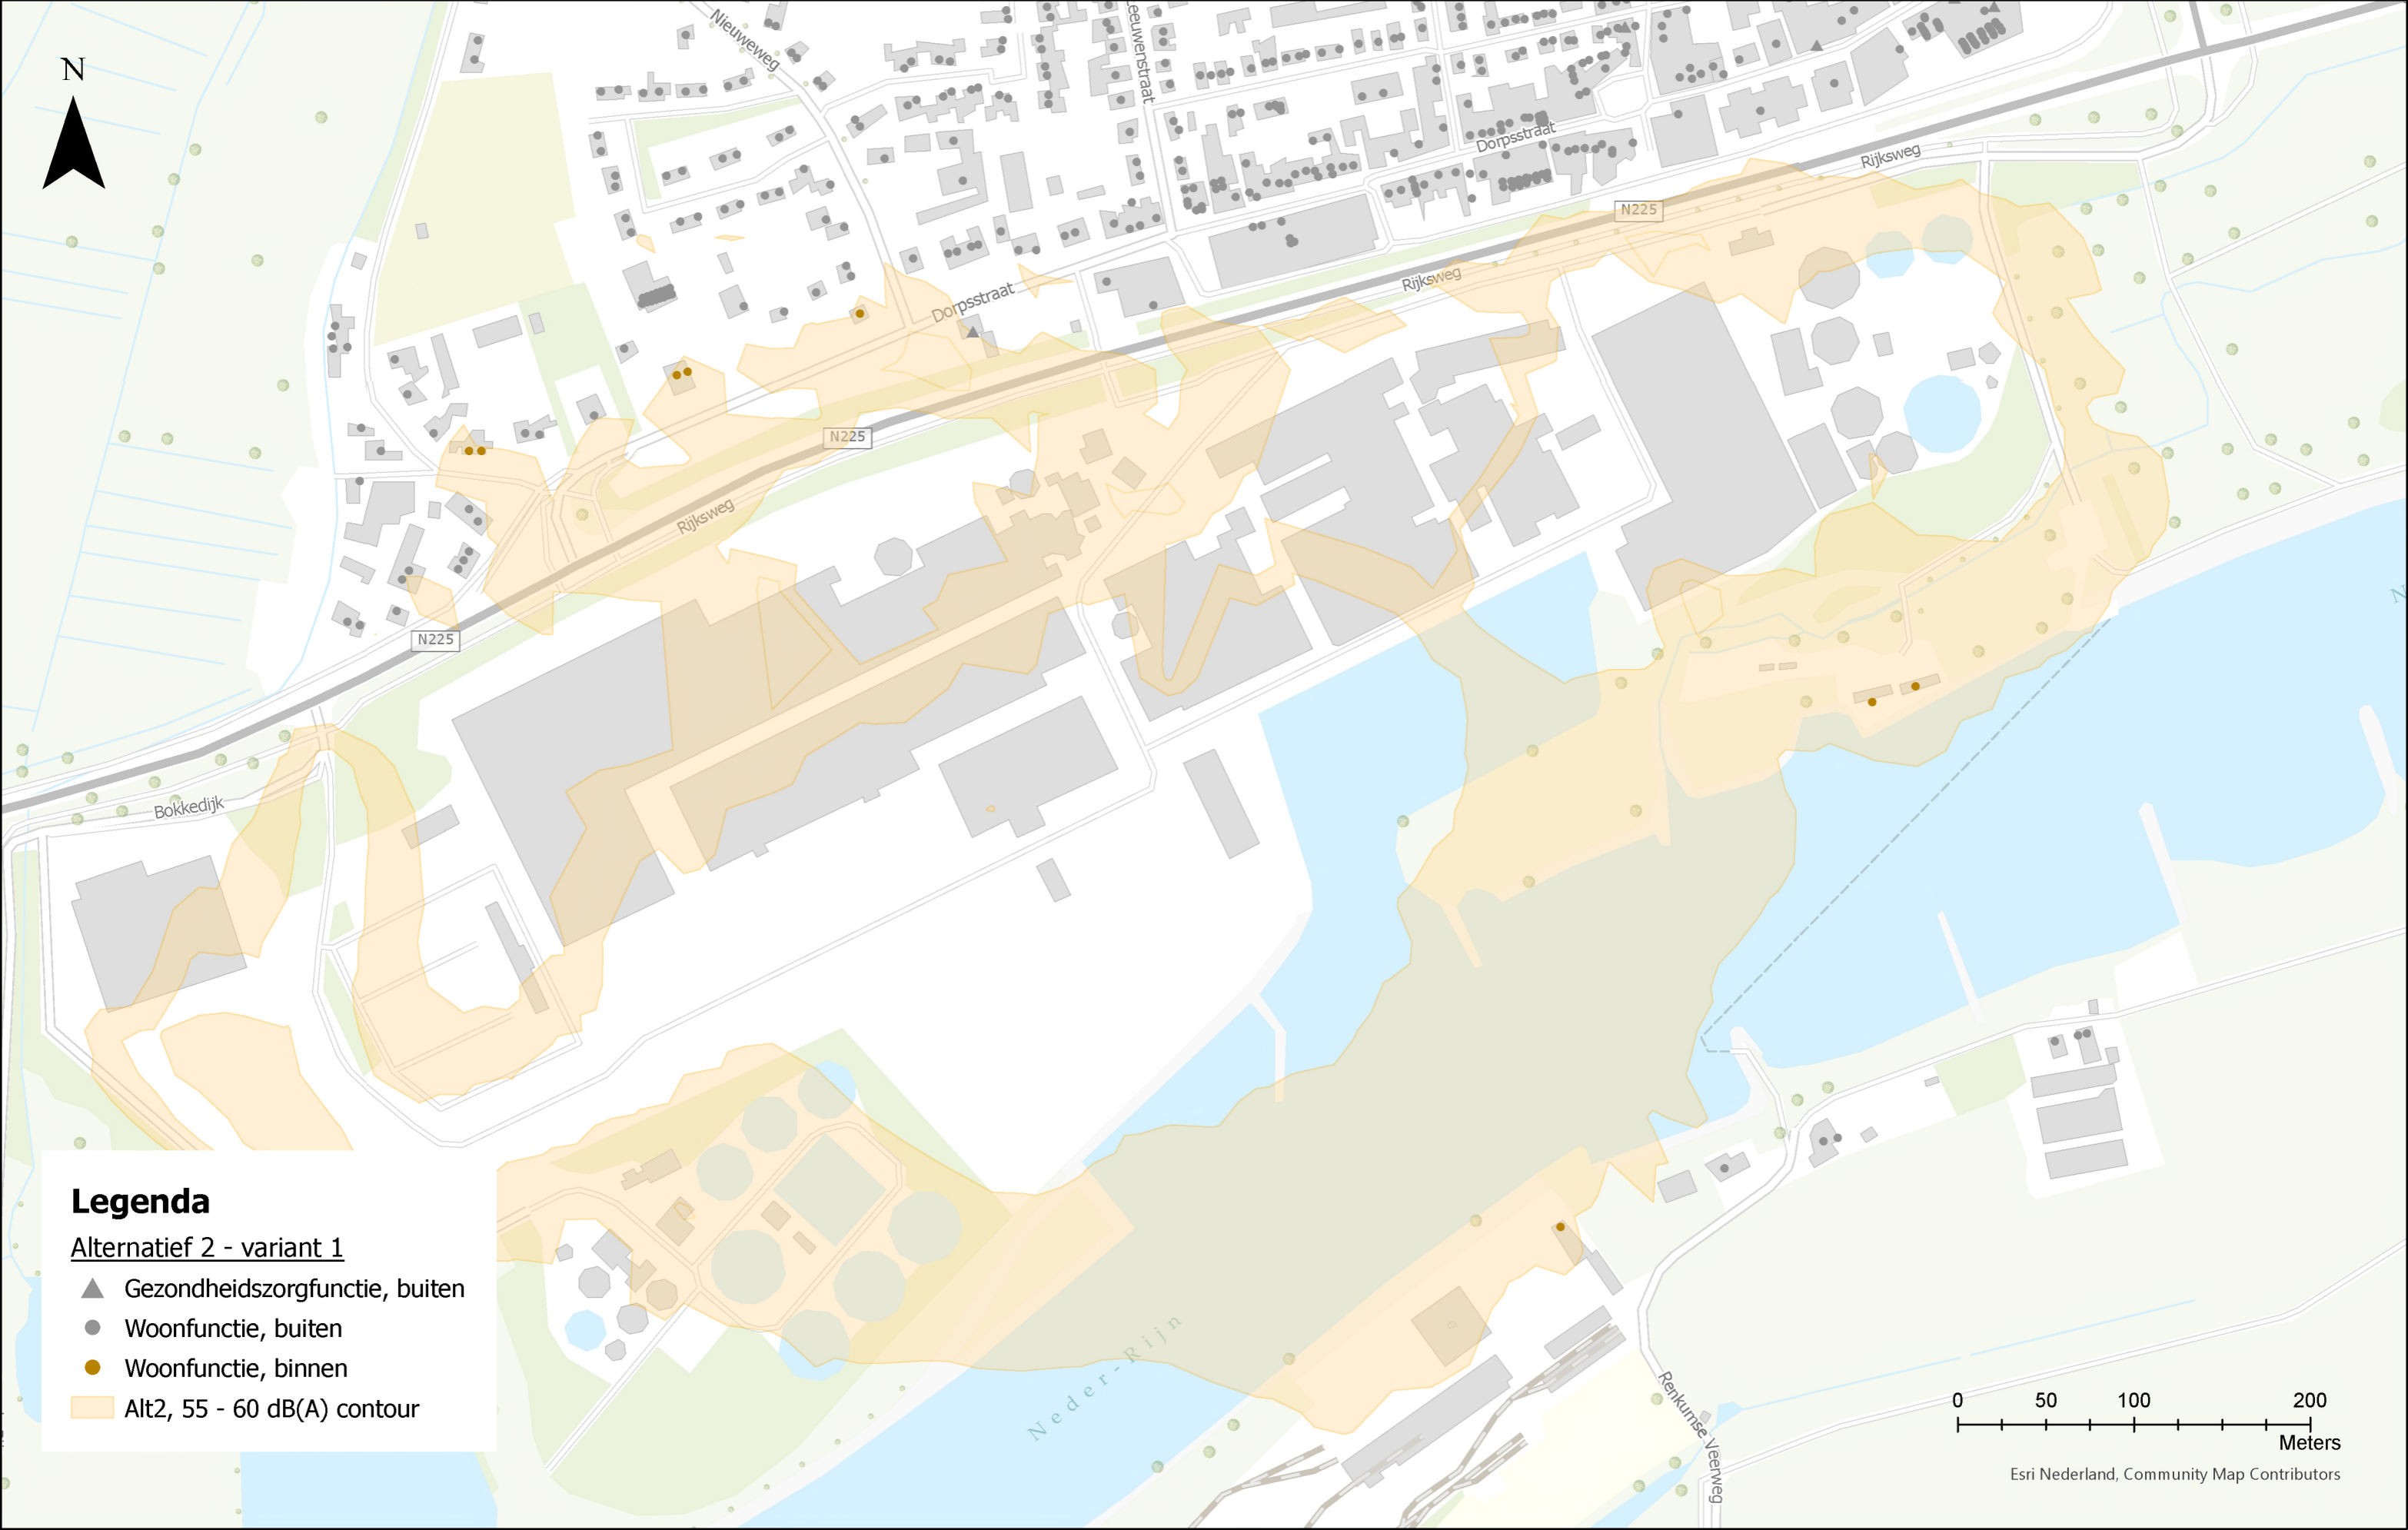 N
Nieuweweg
Leeuwenstraat
Dorpsstraat
Rijksweg
N225
Rijksweg
Dorpsstraat
N225
Rijksweg
N225
Bokkedijk
Neder-Rijn
Renkumse Veerweg
N
Legenda
Alternatief 2 - variant 1
Gezondheidszorgfunctie, buiten
Woonfunctie, buiten
Woonfunctie, binnen
Alt2, 55 - 60 dB(A) contour
0 50 100 200
Meters
Esri Nederland, Community Map Contributors